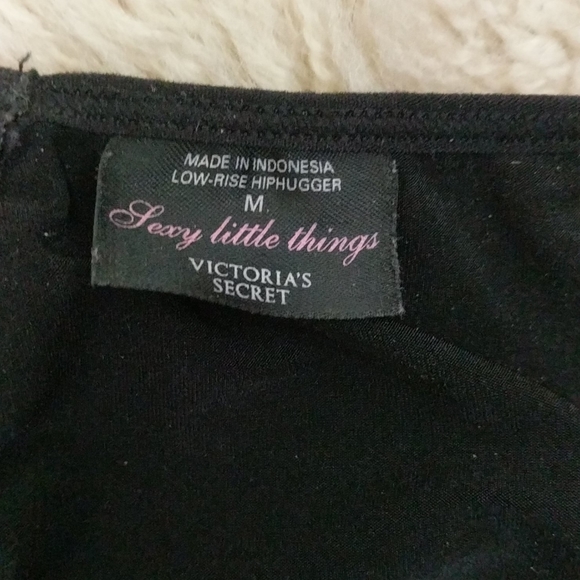 MADE IN INDONESIA
LOW-RISE HIPHUGGER
M
Sexy little things
VICTORIA'S
SECRET